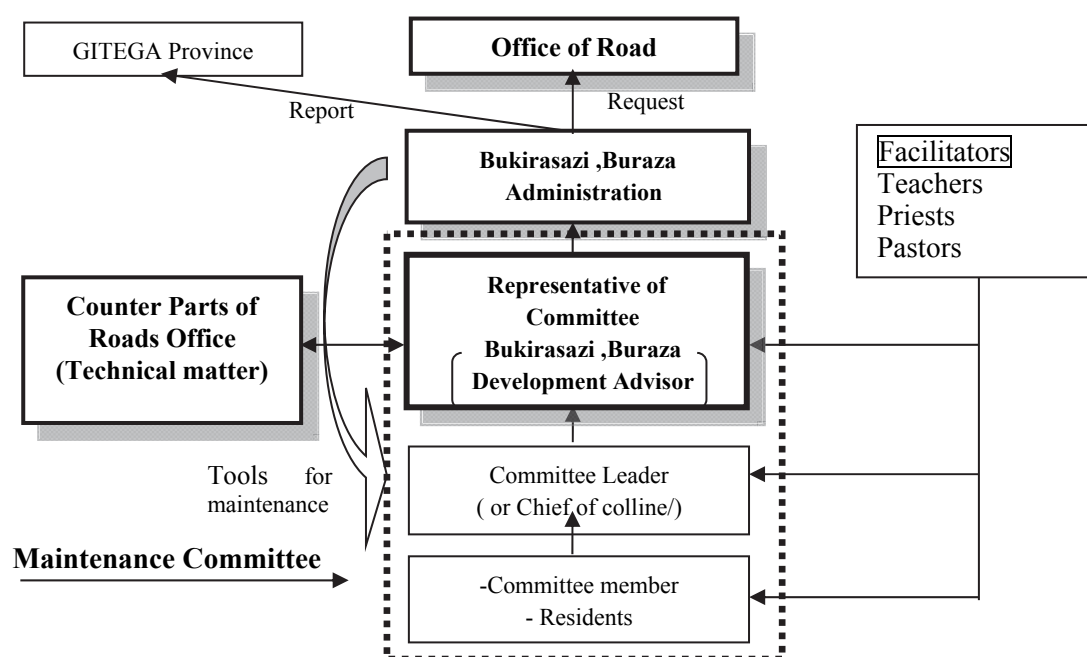 GITEGA Province
Office of Road
Report
Request
Bukirasazi ,Buraza
Administration
Facilitators
Teachers
Priests
Pastors
Counter Parts of
Roads Office
(Technical matter)
Representative of
Committee
Bukirasazi ,Buraza
Development Advisor
Tools for
maintenance
Committee Leader
( or Chief of colline/)
Maintenance Committee
-Committee member
- Residents